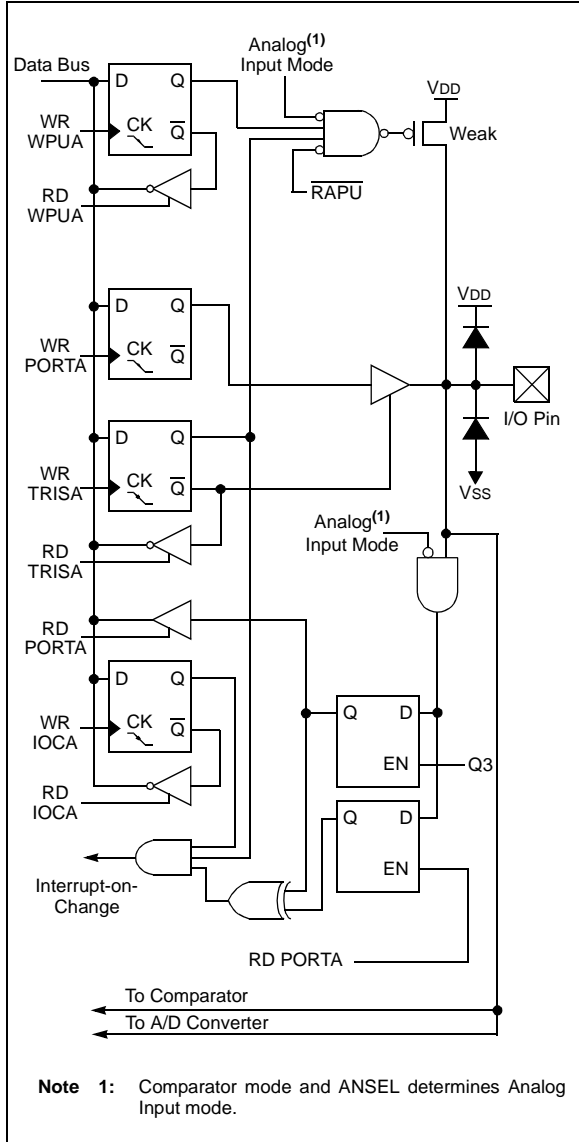 Analog(1)
Input Mode
Data Bus
D Q
VDD
WR
WPUA
CK Q
Weak
RD
WPUA
RAPU
D Q
VDD
WR
PORTA
CK Q
I/O Pin
D Q
WR
TRISA
CK Q
VSS
Analog(1)
Input Mode
RD
TRISA
RD
PORTA
D Q
Q D
WR
IOCA
CK Q
EN
Q3
RD
IOCA
Q D
EN
Interrupt-on-
Change
RD PORTA
To Comparator
To A/D Converter
Note 1: Comparator mode and ANSEL determines Analog
Input mode.